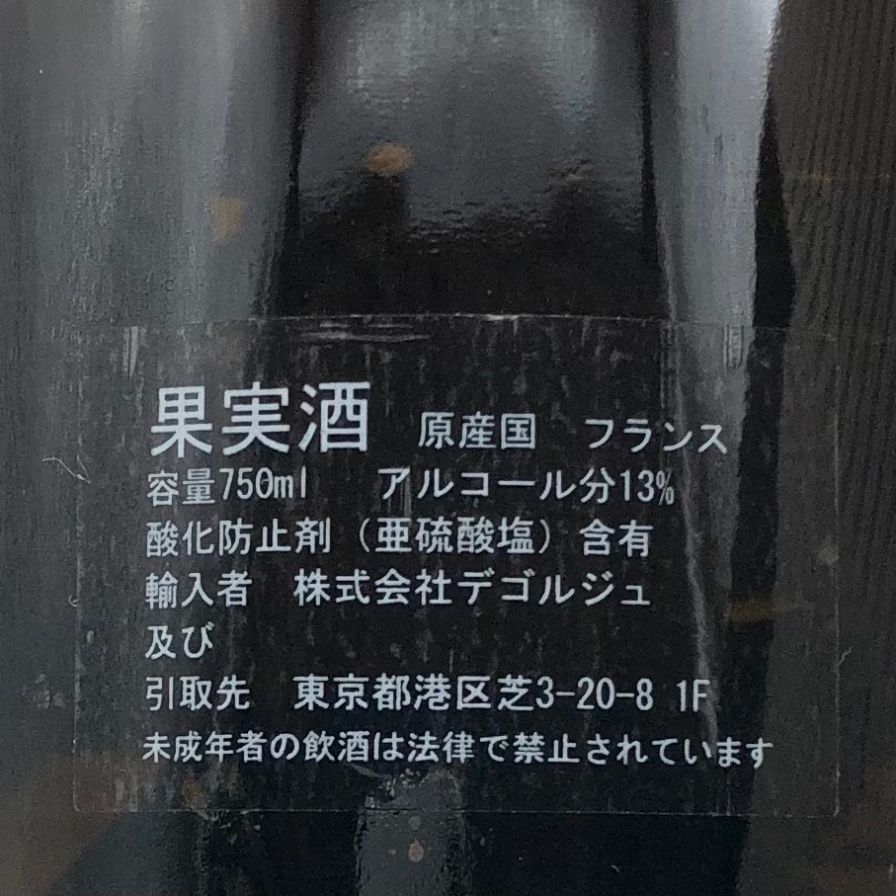 果実酒 原産国 フランス
容量750ml アルコール分13%
酸化防止剤（亜硫酸塩）含有
輸入者 株式会社デゴルジュ
及び
引取先 東京都港区芝3-20-8 1F
未成年者の飲酒は法律で禁止されています